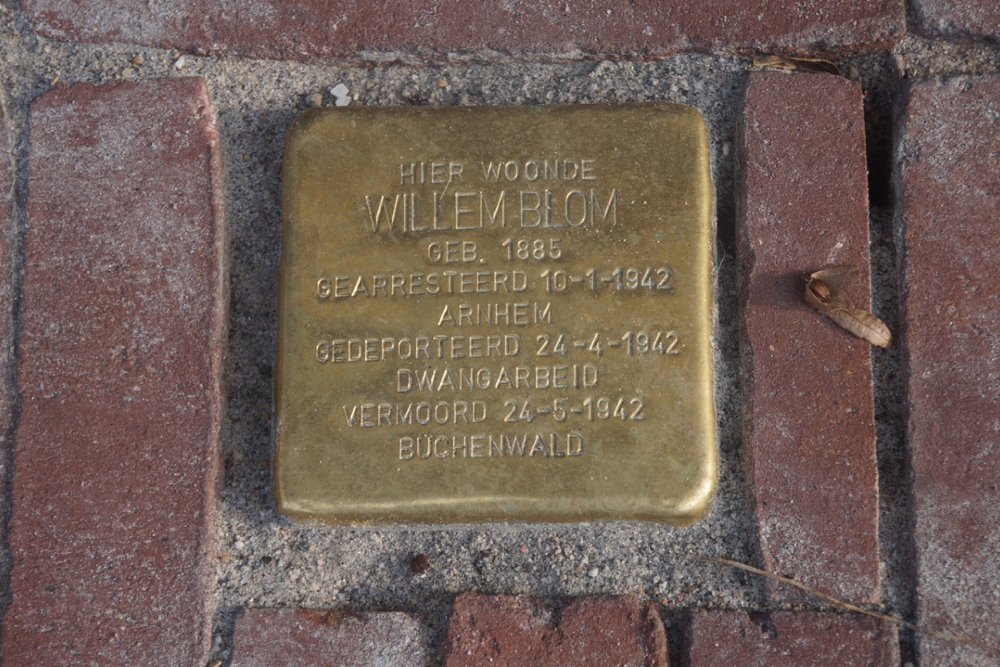 HIER WOONDE
WILLEM BLOM
GEB. 1885
GEARRESTEERD 10-1-1942
ARNHEM
GEDEPORTEERD 24-4-1942
DWANGARBEID
VERMOORD 24-5-1942
BUCHENWALD